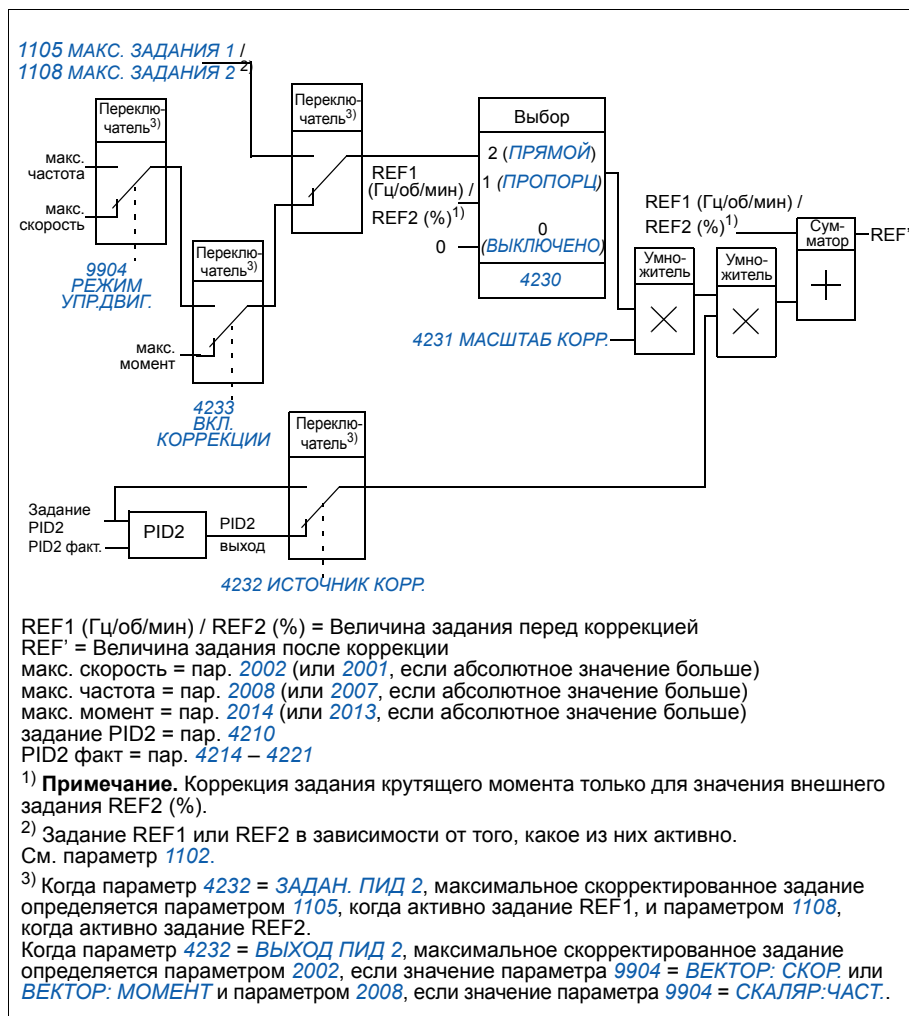 1105 МАКС. ЗАДАНИЯ 1 /
1108 МАКС. ЗАДАНИЯ 2 2)
Переклю-
чатель3)
макс.
частота
макс.
скорость
9904
РЕЖИМ
УПР.ДВИГ.
Переклю-
чатель3)
макс.
момент
4233
ВКЛ.
КОРРЕКЦИИ
Переклю-
чатель3)
REF1
(Гц/об/мин) /
REF2 (%)1)
0
Выбор
2 (ПРЯМОЙ)
1 (ПРОПОРЦ)
0
(ВЫКЛЮЧЕНО)
4230
4231 МАСШТАБ КОРР.
Умно-
житель
Умно-
житель
REF1 (Гц/об/мин) /
REF2 (%)1)
Сум-
матор
REF’
Задание
PID2
PID2 факт.
PID2
PID2
выход
Переклю-
чатель3)
4232 ИСТОЧНИК КОРР.
REF1 (Гц/об/мин) / REF2 (%) = Величина задания перед коррекцией
REF’ = Величина задания после коррекции
макс. скорость = пар. 2002 (или 2001, если абсолютное значение больше)
макс. частота = пар. 2008 (или 2007, если абсолютное значение больше)
макс. момент = пар. 2014 (или 2013, если абсолютное значение больше)
задание PID2 = пар. 4210
PID2 факт = пар. 4214 – 4221
1) Примечание. Коррекция задания крутящего момента только для значения внешнего
задания REF2 (%).
2) Задание REF1 или REF2 в зависимости от того, какое из них активно.
См. параметр 1102.
3) Когда параметр 4232 = ЗАДАН. ПИД 2, максимальное скорректированное задание
определяется параметром 1105, когда активно задание REF1, и параметром 1108,
когда активно задание REF2.
Когда параметр 4232 = ВЫХОД ПИД 2, максимальное скорректированное задание
определяется параметром 2002, если значение параметра 9904 = ВЕКТОР: СКОР. или
ВЕКТОР: МОМЕНТ и параметром 2008, если значение параметра 9904 = СКАЛЯР:ЧАСТ..